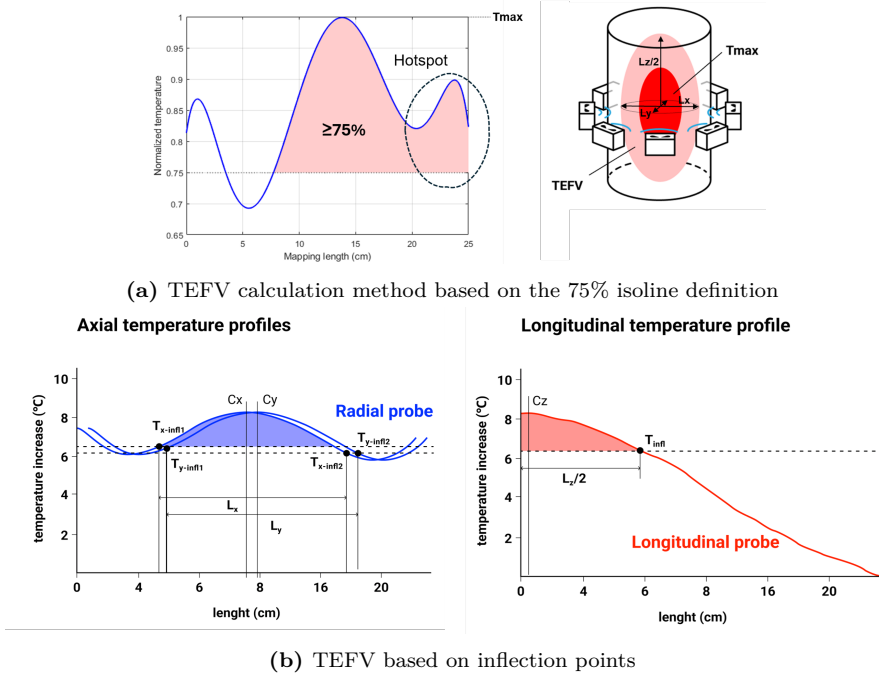 Tmax
Hotspot
≥75%
Normalized temperature
1
0.95
0.9
0.85
0.8
0.75
0.7
0.65
0
5
10
15
20
25
Mapping length (cm)
Lz/2
Tmax
Lx
Ly
TEFV
(a) TEFV calculation method based on the 75% isoline definition
Axial temperature profiles
temperature increase (°C)
10
8
6
4
2
Cx
Cy
Radial probe
Tx-infl1
Ty-infl1
Ty-infl2
Tx-infl2
Lx
Ly
0
4
6
8
16
20
lenght (cm)
Longitudinal temperature profile
temperature increase (°C)
10
8
6
4
2
Cz
Tinfl
Lz/2
Longitudinal probe
0
4
6
8
16
20
lenght (cm)
(b) TEFV based on inflection points